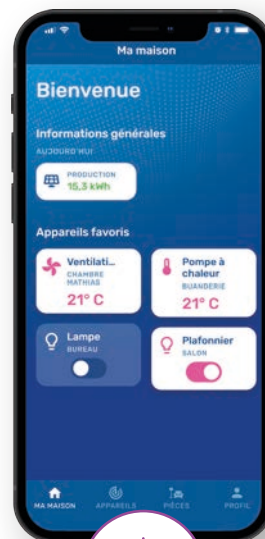 Ma maison
Bienvenue
Informations générales
AUJOURD'HUI
PRODUCTION
15,3 kWh
Appareils favoris
Ventilati...
CHAMBRE
MATHIAS
21° C
Pompe à
chaleur
BUANDERIE
21° C
Lampe
BUREAU
Plafonnier
SALON
MA MAISON
APPAREILS
PIÈCES
PROFIL